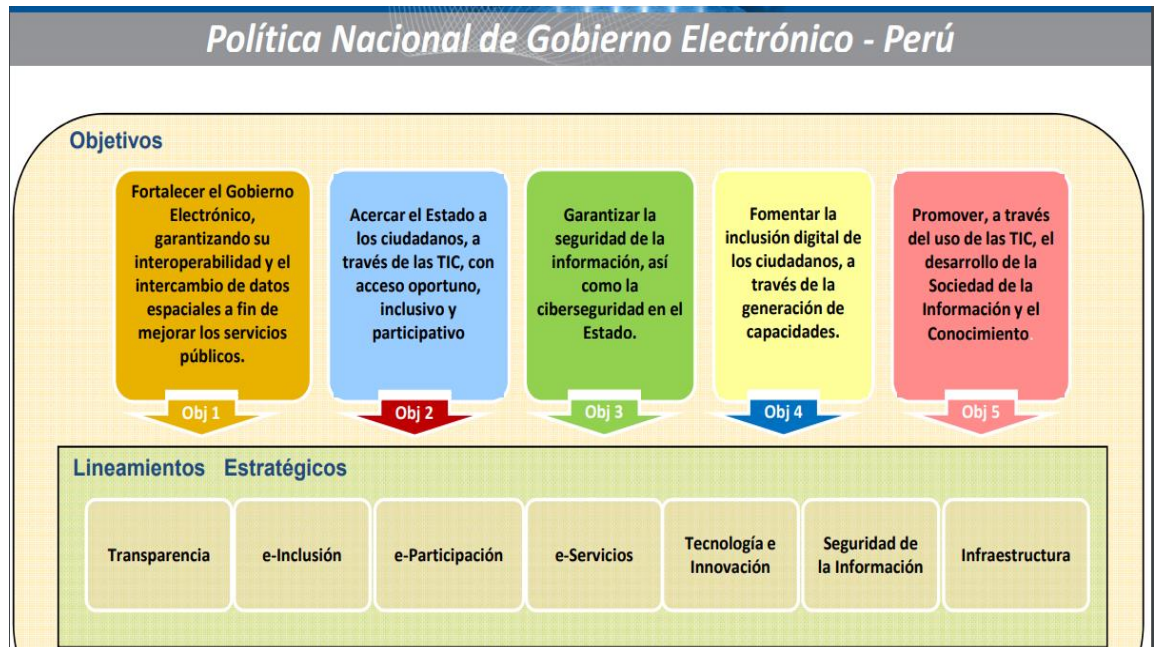 Política Nacional de Gobierno Electrónico - Perú
Objetivos
Fortalecer el Gobierno
Electrónico,
garantizando su
interoperabilidad y el
intercambio de datos
espaciales a fin de
mejorar los servicios
públicos.
Obj 1
Acercar el Estado a
los ciudadanos, a
través de las TIC, con
acceso oportuno,
inclusivo y
participativo
Obj 2
Garantizar la
seguridad de la
información, así
como la
ciberseguridad en el
Estado.
Obj 3
Fomentar la
inclusión digital de
los ciudadanos, a
través de la
generación de
capacidades.
Obj 4
Promover, a través
del uso de las TIC, el
desarrollo de la
Sociedad de la
Información y el
Conocimiento.
Obj 5
Lineamientos Estratégicos
Transparencia
e-Inclusión
e-Participación
e-Servicios
Tecnología e
Innovación
Seguridad de
la Información
Infraestructura